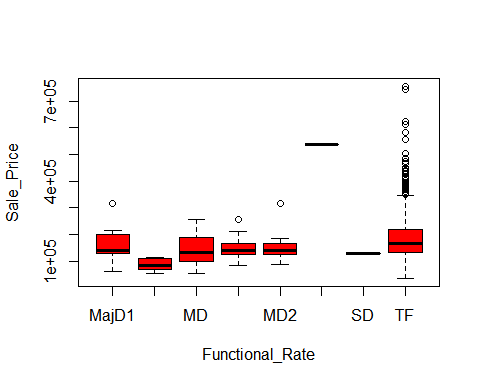 Sale_Price
7e+05
4e+05
1e+05
MajD1 MD MD2 SD TF
Functional_Rate